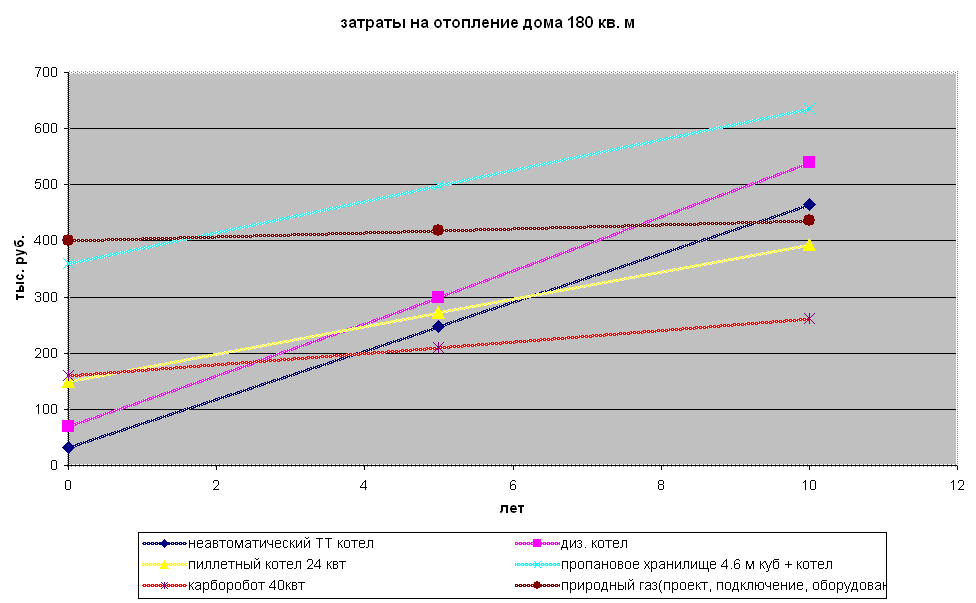 затраты на отопление дома 180 кв. м
700
600
500
400
300
200
100
0
тыс. руб.
0 2 4 6 8 10 12
лет
неавтоматический ТТ котел
диз. котел
пиллетный котел 24 квт
пропановое хранилище 4.6 м куб + котел
карборобот 40квт
природный газ(проект, подключение, оборудован